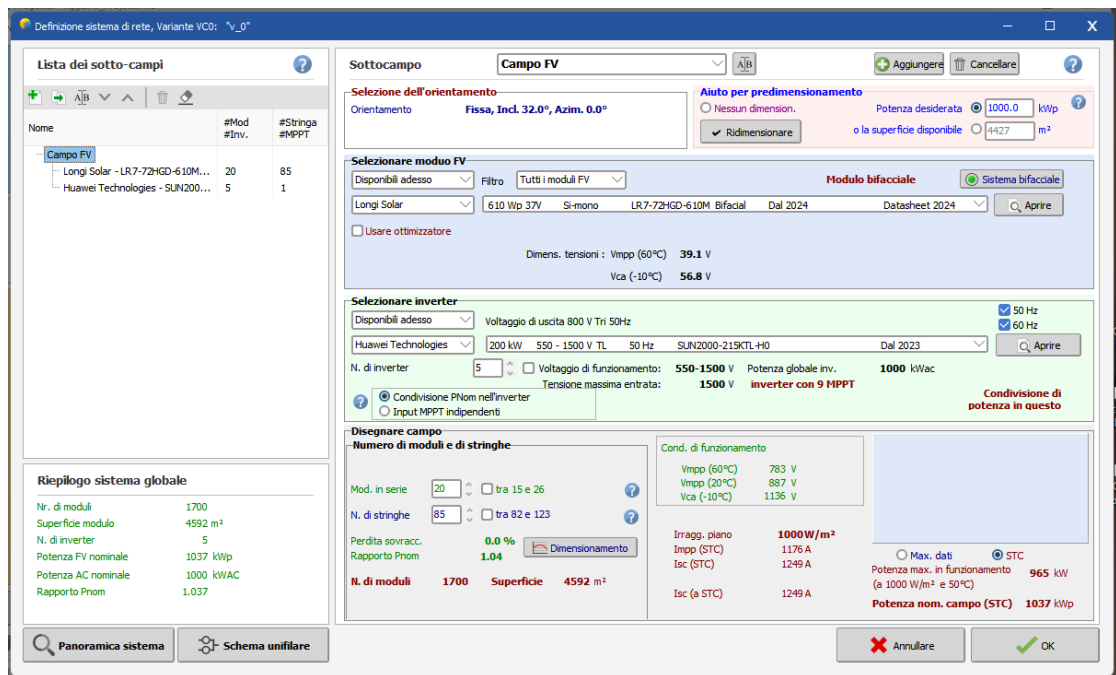 Definizione sistema di rete, Variante VC0: "v_0"
Lista dei sotto-campi
Nome #Mod #Stringa
#Inv. #MPPT
Campo FV
Longi Solar - LR7-72HGD-610M... 20 85
Huawei Technologies - SUN200... 5 1
Riepilogo sistema globale
Nr. di moduli 1700
Superficie modulo 4592 m²
N. di inverter 5
Potenza FV nominale 1037 kWp
Potenza AC nominale 1000 kWAC
Rapporto Pnom 1.037
Panoramica sistema
Schema unifilare
Sottocampo Campo FV
Aggiungere
Cancellare
Selezione dell'orientamento
Orientamento Fissa, Incl. 32.0°, Azim. 0.0°
Aiuto per predimensionamento
Nessun dimension. Potenza desiderata 1000.0 kWp
Ridimensionare o la superficie disponibile 4427 m²
Selezionare moduo FV
Disponibili adesso Filtro Tutti i moduli FV Modulo bifacciale Sistema bifacciale
Longi Solar 610 Wp 37V Si-mono LR7-72HGD-610M Bifacial Dal 2024 Datasheet 2024 Aprire
Usare ottimizzatore
Dimens. tensioni : Vmpp (60°C) 39.1 V
Vca (-10°C) 56.8 V
Selezionare inverter
50 Hz
Disponibili adesso Voltaggio di uscita 800 V Tri 50Hz 60 Hz
Huawei Technologies 200 kW 550 - 1500 V TL 50 Hz SUN2000-215KTL-H0 Dal 2023 Aprire
N. di inverter 5 Voltaggio di funzionamento: 550-1500 V Potenza globale inv. 1000 kWac
Tensione massima entrata: 1500 V inverter con 9 MPPT
Condivisione PNom nell'inverter
Input MPPT indipendenti
Condivisione di
potenza in questo
Disegnare campo
Numero di moduli e di stringhe
Mod. in serie 20 tra 15 e 26
N. di stringhe 85 tra 82 e 123
Perdita sovracc. 0.0 %
Rapporto Pnom 1.04
Dimensionamento
N. di moduli 1700 Superficie 4592 m²
Cond. di funzionamento
Vmpp (60°C) 783 V
Vmpp (20°C) 887 V
Vca (-10°C) 1136 V
Irragg. piano 1000 W/m²
Impp (STC) 1176 A
Isc (STC) 1249 A
Isc (a STC) 1249 A
Max. dati STC
Potenza max. in funzionamento 965 kW
(a 1000 W/m² e 50°C)
Potenza nom. campo (STC) 1037 kWp
Annullare
OK